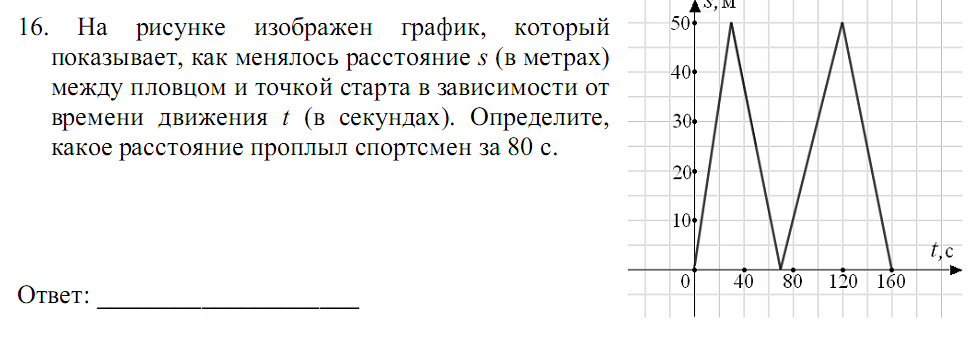 16. На рисунке изображен график, который
показывает, как менялось расстояние s (в метрах)
между пловцом и точкой старта в зависимости от
времени движения t (в секундах). Определите,
какое расстояние проплыл спортсмен за 80 с.
Ответ:
s, м
50
40
30
20
10
t, с
0 40 80 120 160